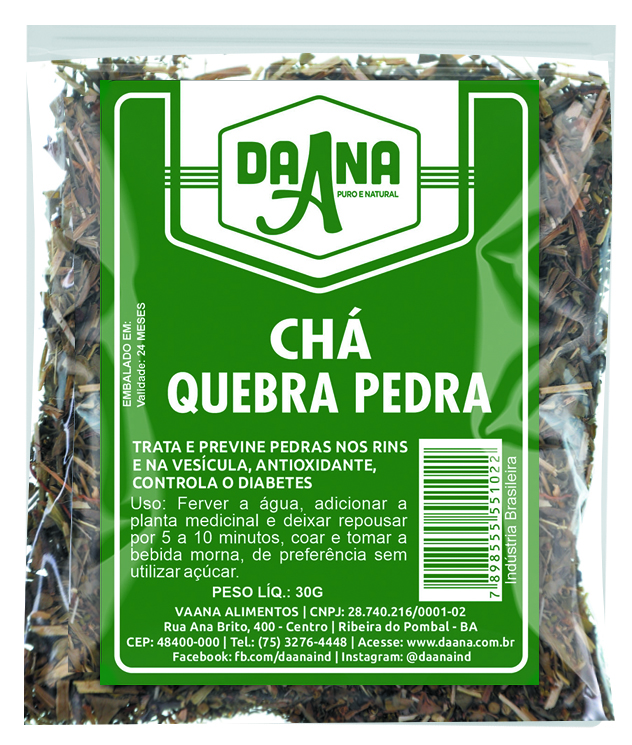 DAANA
PURO E NATURAL
CHÁ
QUEBRA PEDRA
EMBALADO EM:
Validade: 24 MESES
TRATA E PREVINE PEDRAS NOS RINS
E NA VESÍCULA, ANTIOXIDANTE,
CONTROLA O DIABETES
Uso: Ferver a água, adicionar a
planta medicinal e deixar repousar
por 5 a 10 minutos, coar e tomar a
bebida morna, de preferência sem
utilizar açúcar.
PESO LÍQ.: 30G
7 898555 551022
Indústria Brasileira
VAANA ALIMENTOS | CNPJ: 28.740.216/0001-02
Rua Ana Brito, 400 - Centro | Ribeira do Pombal - BA
CEP: 48400-000 | Tel.: (75) 3276-4448 | Acesse: www.daana.com.br
Facebook: fb.com/daanaind | Instagram: @daanaind